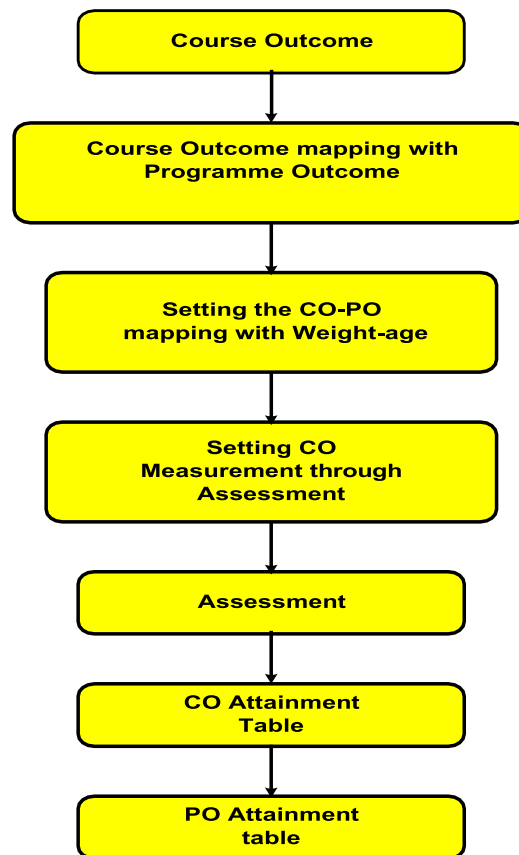 Course Outcome
Course Outcome mapping with
Programme Outcome
Setting the CO-PO
mapping with Weight-age
Setting CO
Measurement through
Assessment
Assessment
CO Attainment
Table
PO Attainment
table